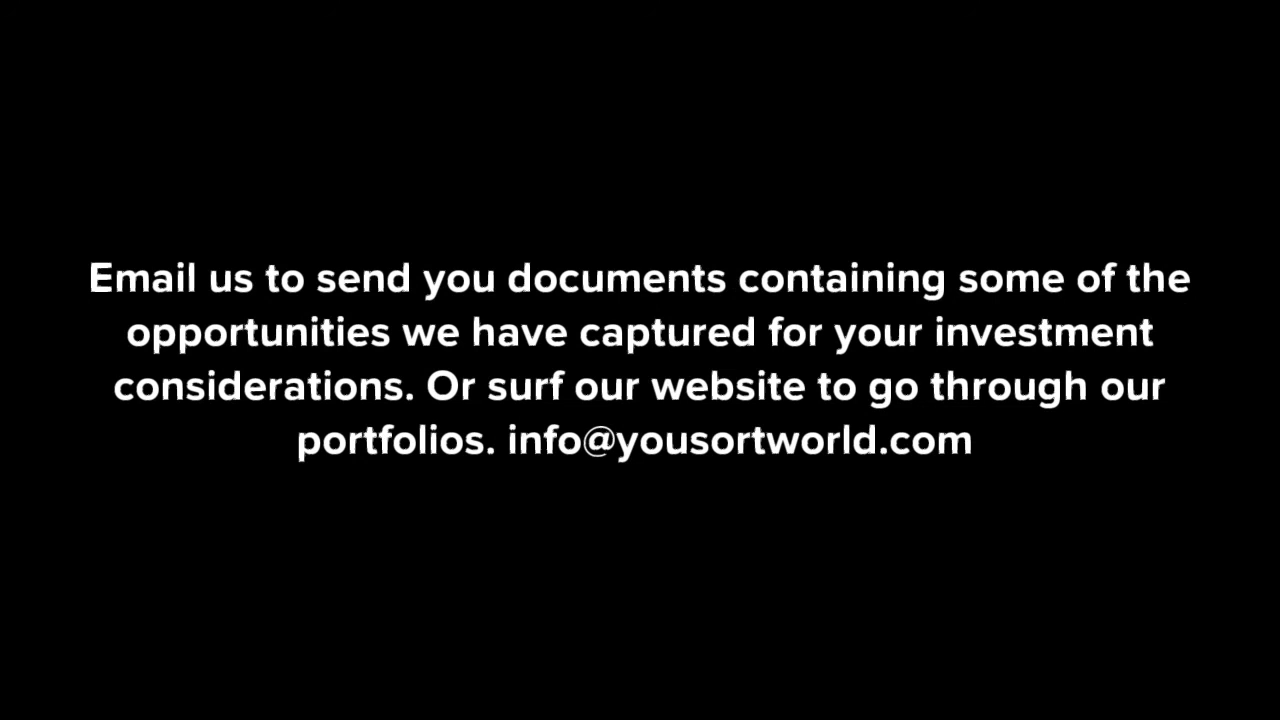 Email us to send you documents containing some of the
opportunities we have captured for your investment
considerations. Or surf our website to go through our
portfolios. info@yousortworld.com